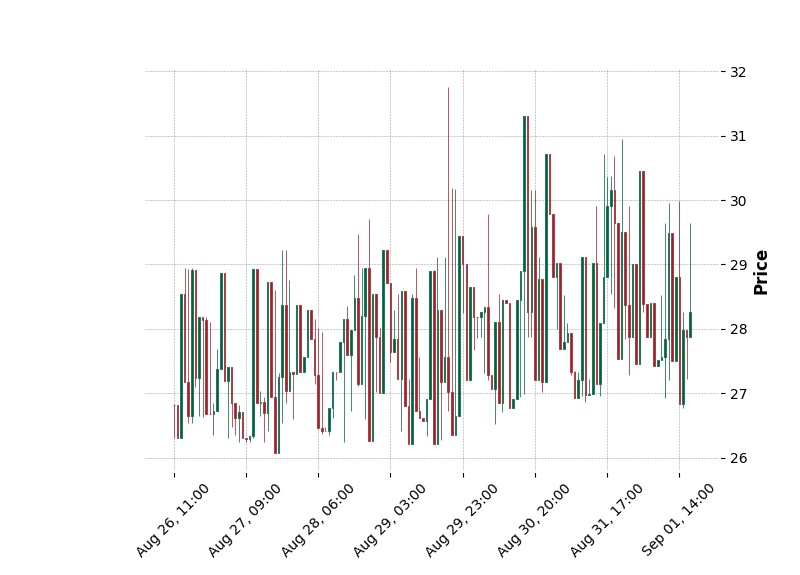 32
31
30
29
28
27
26
Price
Aug 26, 11:00
Aug 27, 09:00
Aug 28, 06:00
Aug 29, 03:00
Aug 29, 23:00
Aug 30, 20:00
Aug 31, 17:00
Sep 01, 14:00